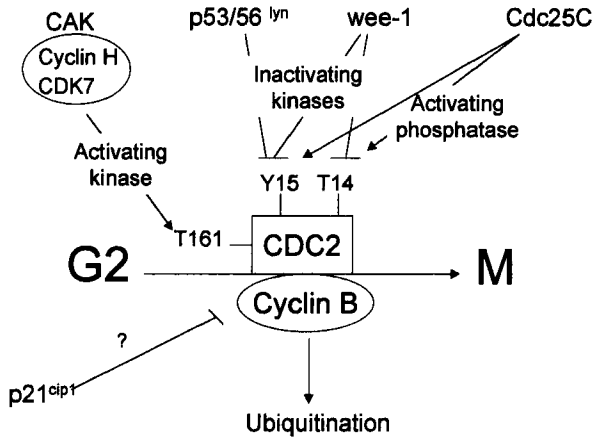 CAK
Cyclin H
CDK7
p53/56 lyn
wee-1
Cdc25C
Inactivating
kinases
Activating
phosphatase
Activating
kinase
Y15
T14
T161
CDC2
G2
M
Cyclin B
?
p21cip1
Ubiquitination